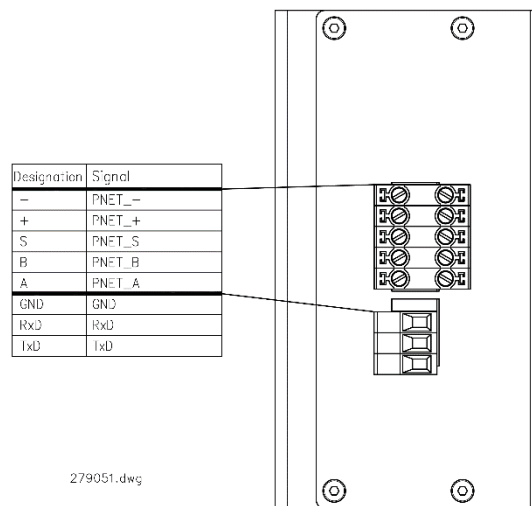 Designation Signal
- PNET_-
+ PNET_+
S PNET_S
B PNET_B
A PNET_A
GND GND
RxD RxD
TxD TxD
279051.dwg